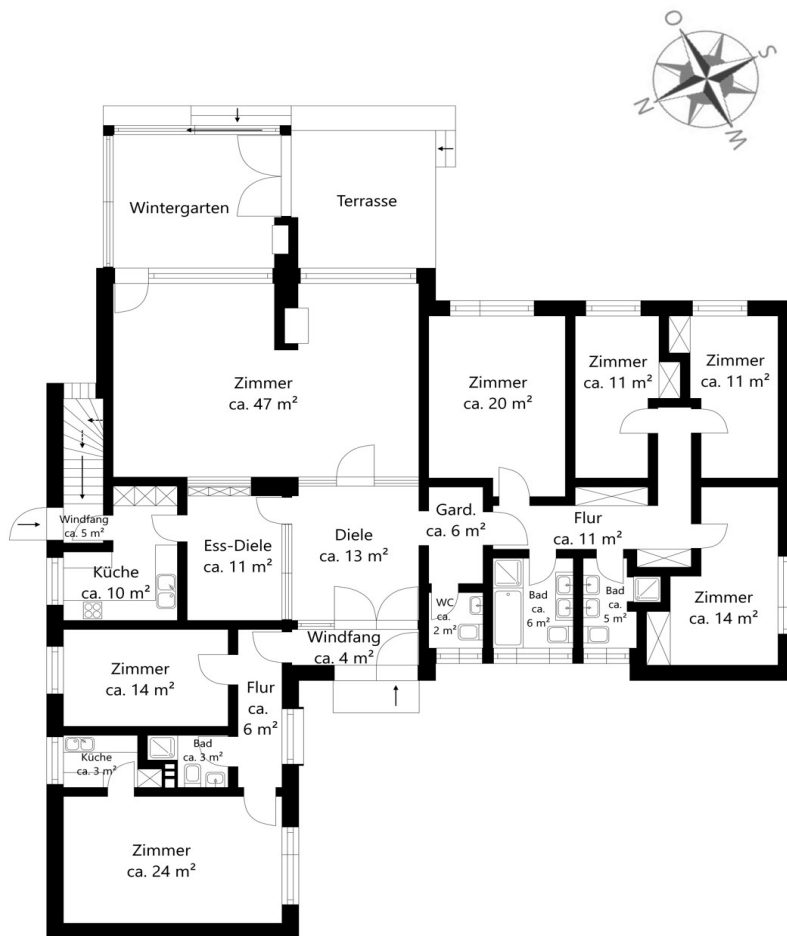 O
S
N
W
Wintergarten
Terrasse
Zimmer
ca. 47 m²
Zimmer
ca. 20 m²
Zimmer
ca. 11 m²
Zimmer
ca. 11 m²
Windfang
ca. 5 m²
Küche
ca. 10 m²
Ess-Diele
ca. 11 m²
Diele
ca. 13 m²
Gard.
ca. 6 m²
Flur
ca. 11 m²
WC
ca.
2 m²
Bad
ca.
6 m²
Bad
ca.
5 m²
Zimmer
ca. 14 m²
Windfang
ca. 4 m²
Zimmer
ca. 14 m²
Flur
ca.
6 m²
Küche
ca. 3 m²
Bad
ca. 3 m²
Zimmer
ca. 24 m²